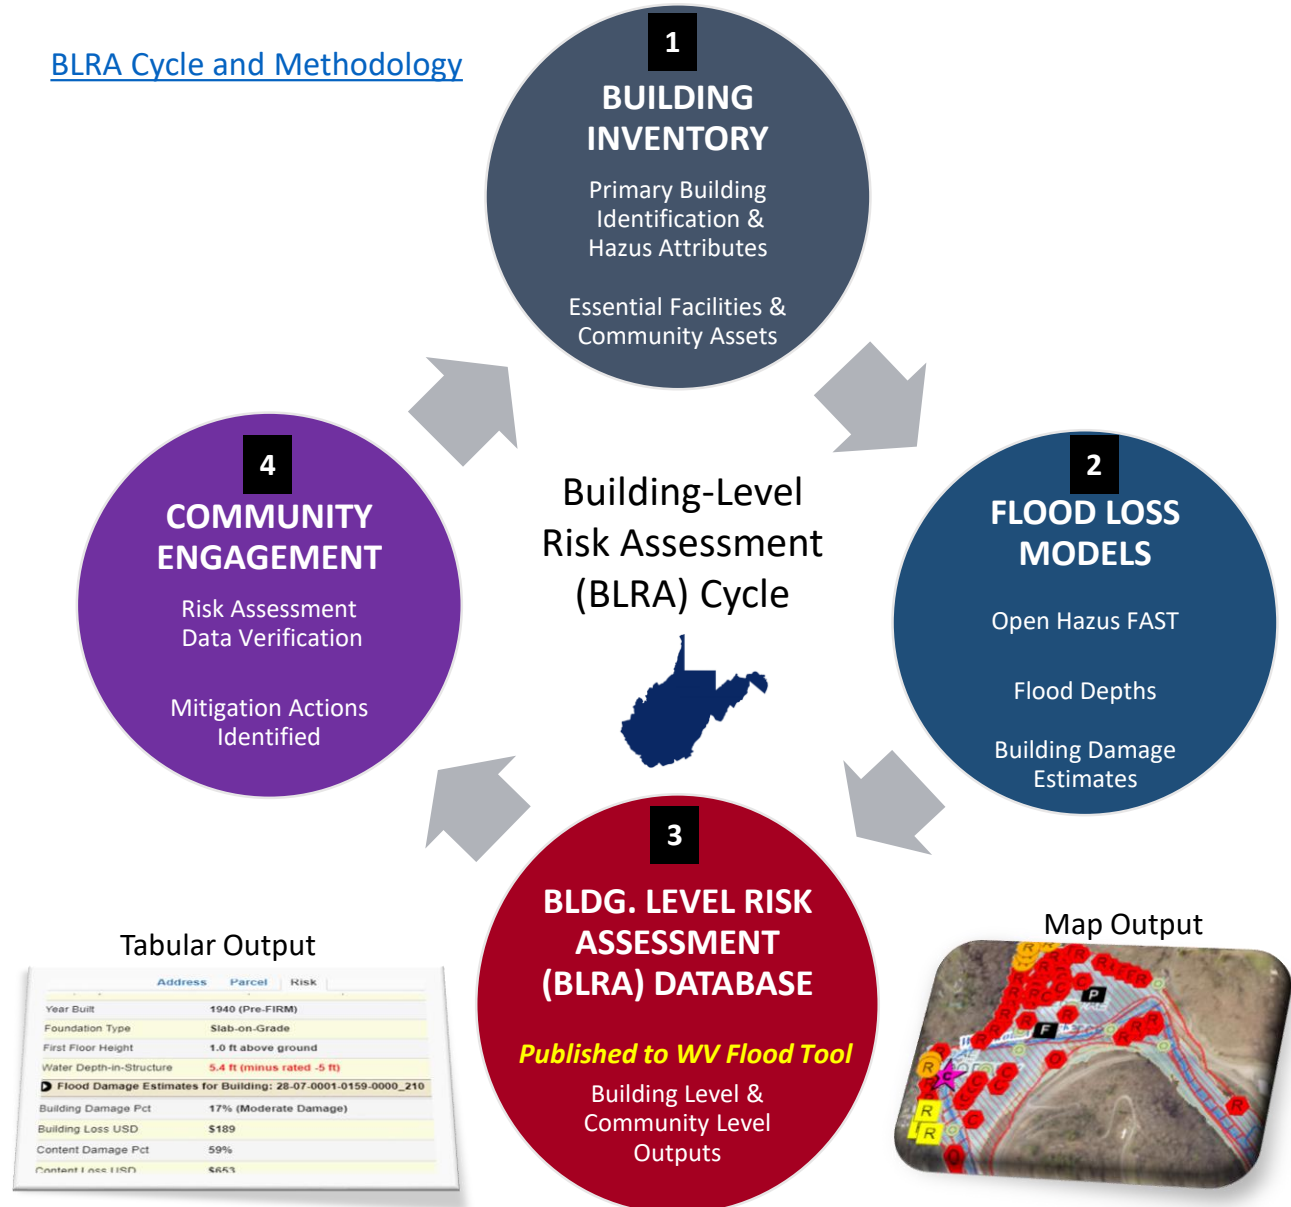 BLRA Cycle and Methodology
1
BUILDING
INVENTORY
Primary Building
Identification &
Hazus Attributes
Essential Facilities &
Community Assets
2
FLOOD LOSS
MODELS
Open Hazus FAST
Flood Depths
Building Damage
Estimates
4
COMMUNITY
ENGAGEMENT
Risk Assessment
Data Verification
Mitigation Actions
Identified
Building-Level
Risk Assessment
(BLRA) Cycle
3
BLDG. LEVEL RISK
ASSESSMENT
(BLRA) DATABASE
Published to WV Flood Tool
Building Level &
Community Level
Outputs
Tabular Output
Address Parcel Risk
Year Built 1940 (Pre-FIRM)
Foundation Type Slab-on-Grade
First Floor Height 1.0 ft above ground
Water Depth-in-Structure 5.4 ft (minus rated -5 ft)
Flood Damage Estimates for Building: 28-07-0001-0159-0000_210
Building Damage Pct 17% (Moderate Damage)
Building Loss USD $189
Content Damage Pct 59%
Content Loss USD $653
Map Output
P
F
C
R
R R